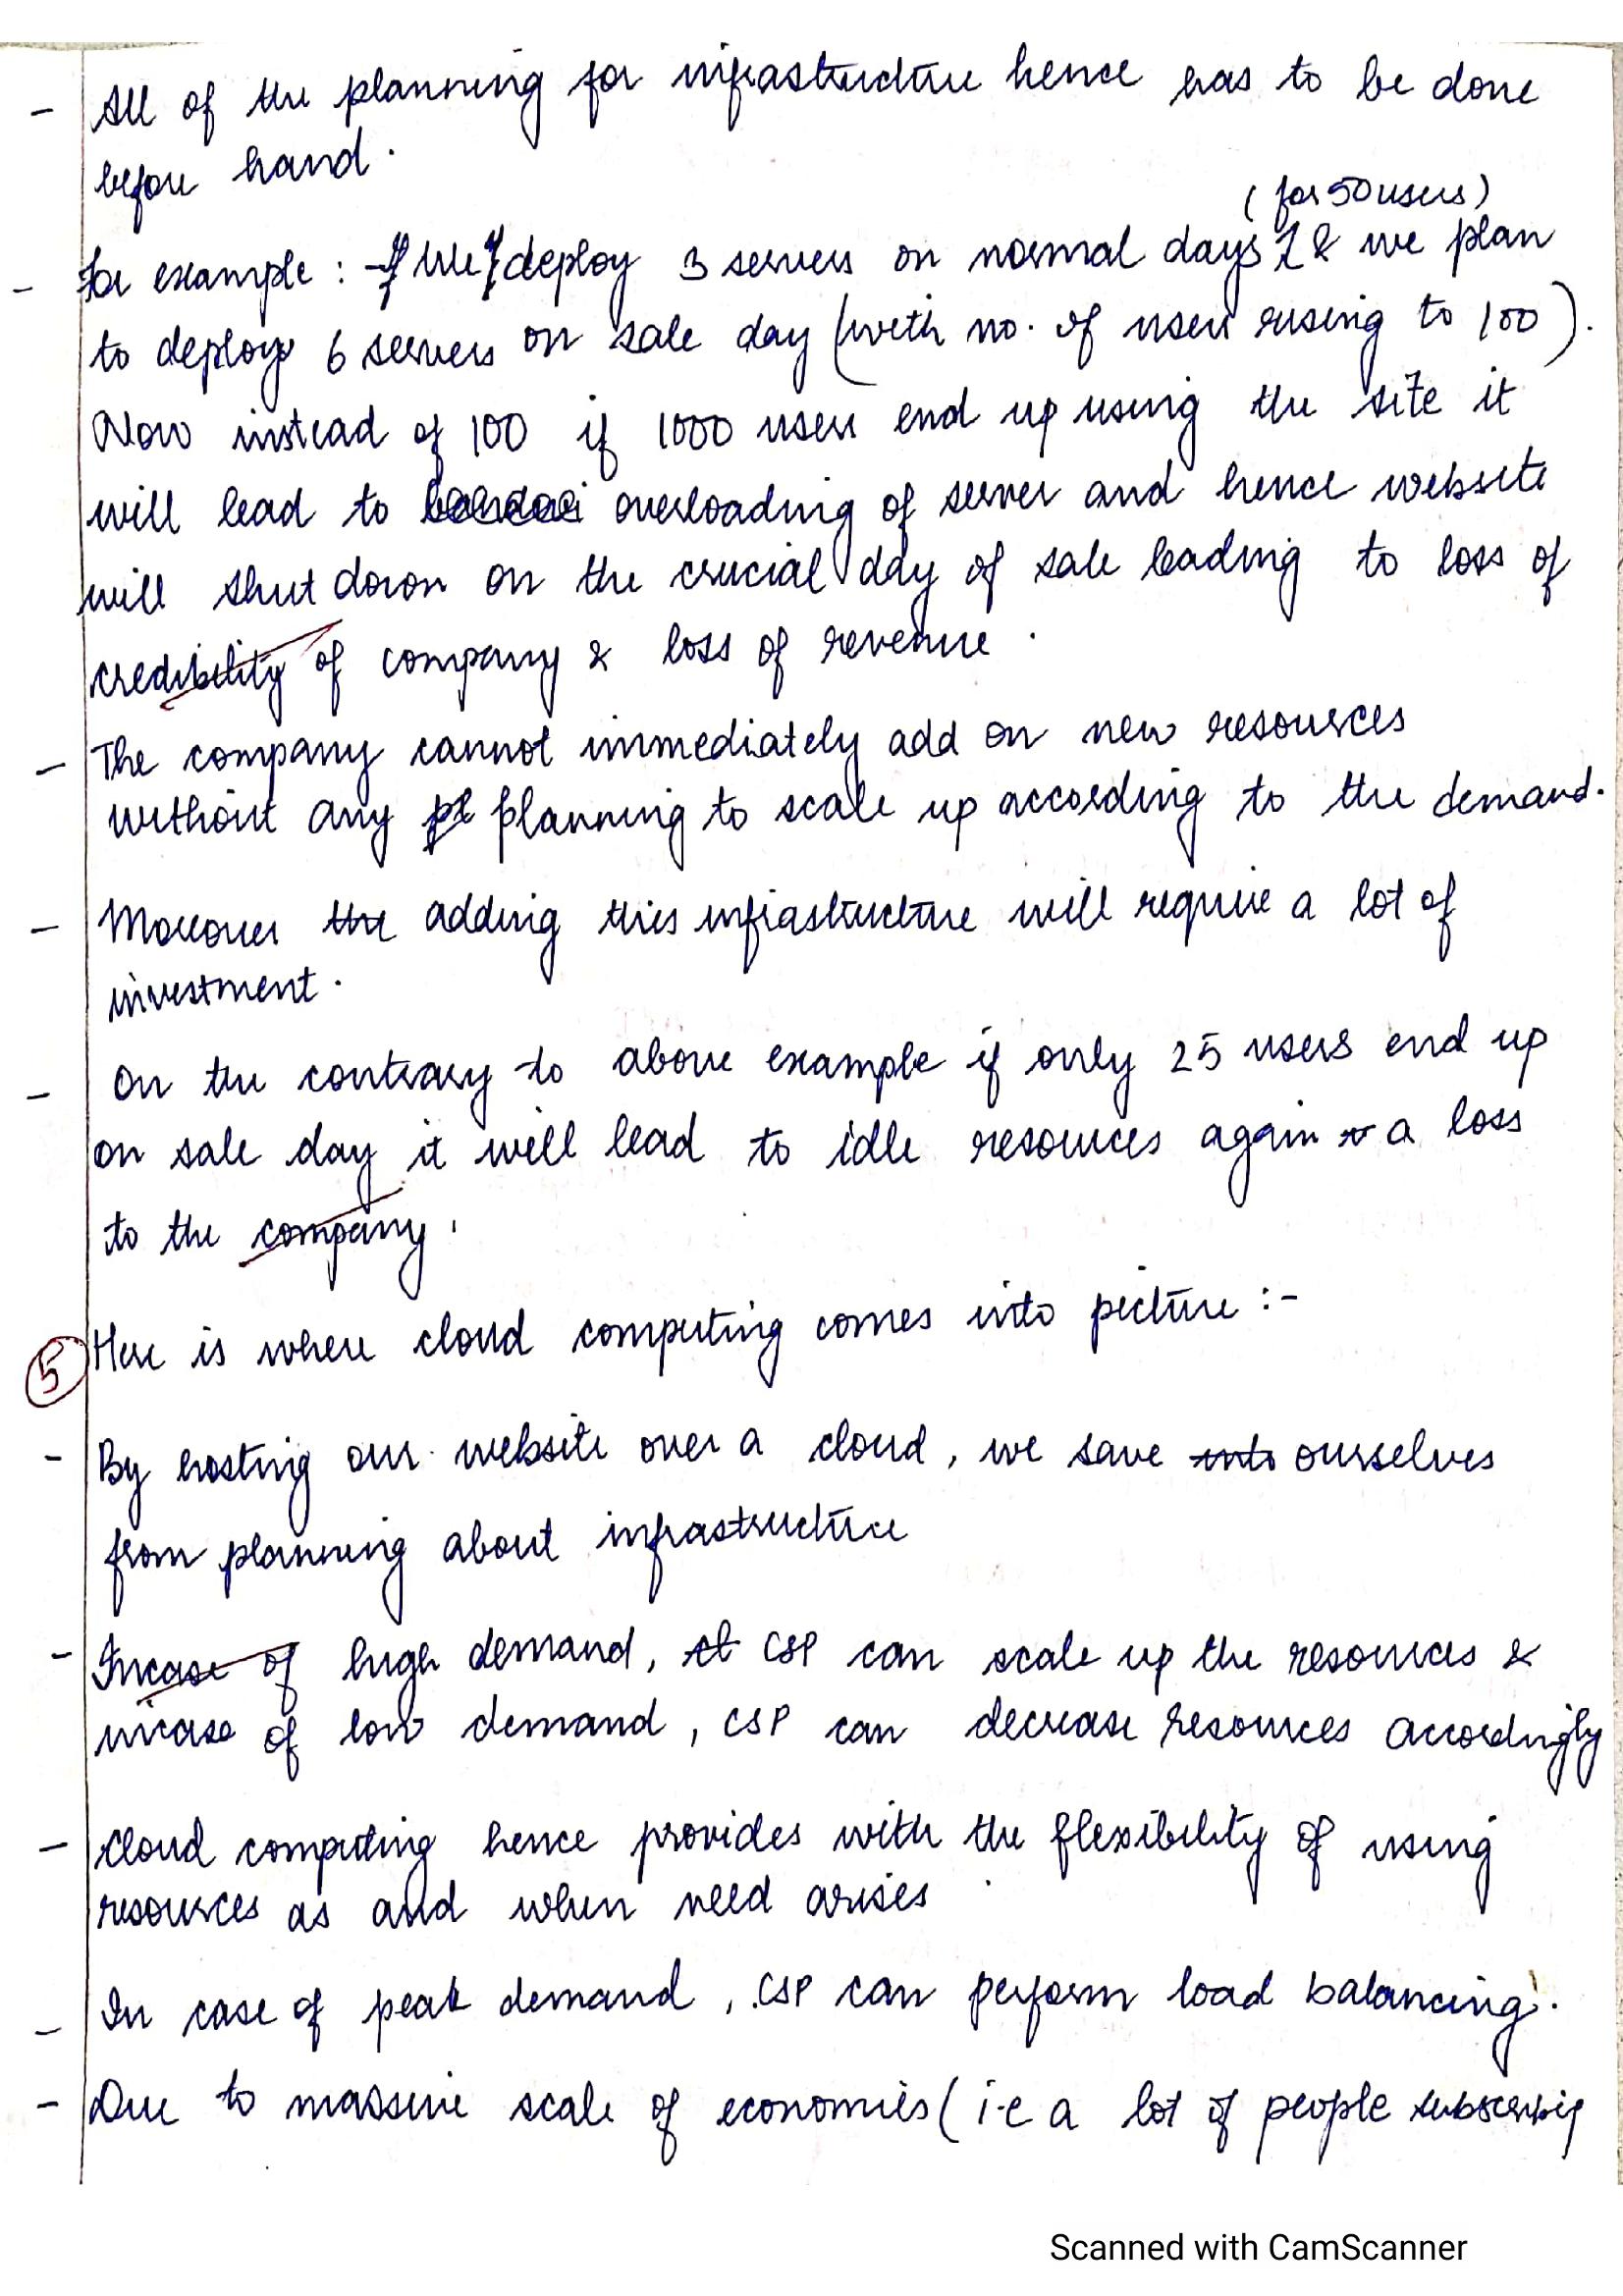 - All of the planning for infrastructure hence has to be done
before hand.
(for 50 users)
- For example: If we deploy 3 servers on normal days & we plan
to deploy 6 servers on sale day (with no. of users rising to 100).
Now instead of 100 if 1000 users end up using the site it
will lead to overloading of server and hence website
will shut down on the crucial day of sale leading to loss of
credibility of company & loss of revenue.
- The company cannot immediately add on new resources
without any planning to scale up according to the demand.
- Moreover the adding this infrastructure will require a lot of
investment.
- On the contrary to above example if only 25 users end up
on sale day it will lead to idle resources again a loss
to the company.
5 Here is where cloud computing comes into picture :-
- By hosting our website over a cloud, we save into ourselves
from planning about infrastructure
- Incase of high demand, CSP can scale up the resources &
incase of low demand, CSP can decrease resources accordingly
- Cloud computing hence provides with the flexibility of using
resources as and when need arises
- In case of peak demand, CSP can perform load balancing.
- Due to massive scale of economies (i.e a lot of people subscribing
Scanned with CamScanner